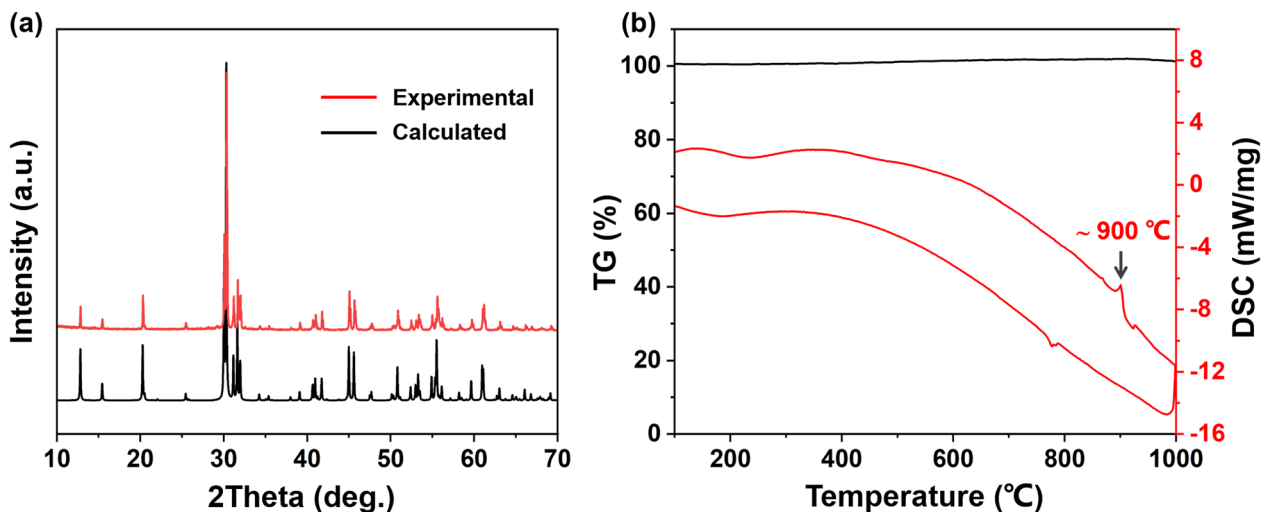 (a)
Intensity (a.u.)
Experimental
Calculated
10 20 30 40 50 60 70
2Theta (deg.)
(b)
TG (%)
100
80
60
40
20
0
~ 900 ℃
200 400 600 800 1000
Temperature (℃)
8
4
0
-4
-8
-12
-16
DSC (mW/mg)